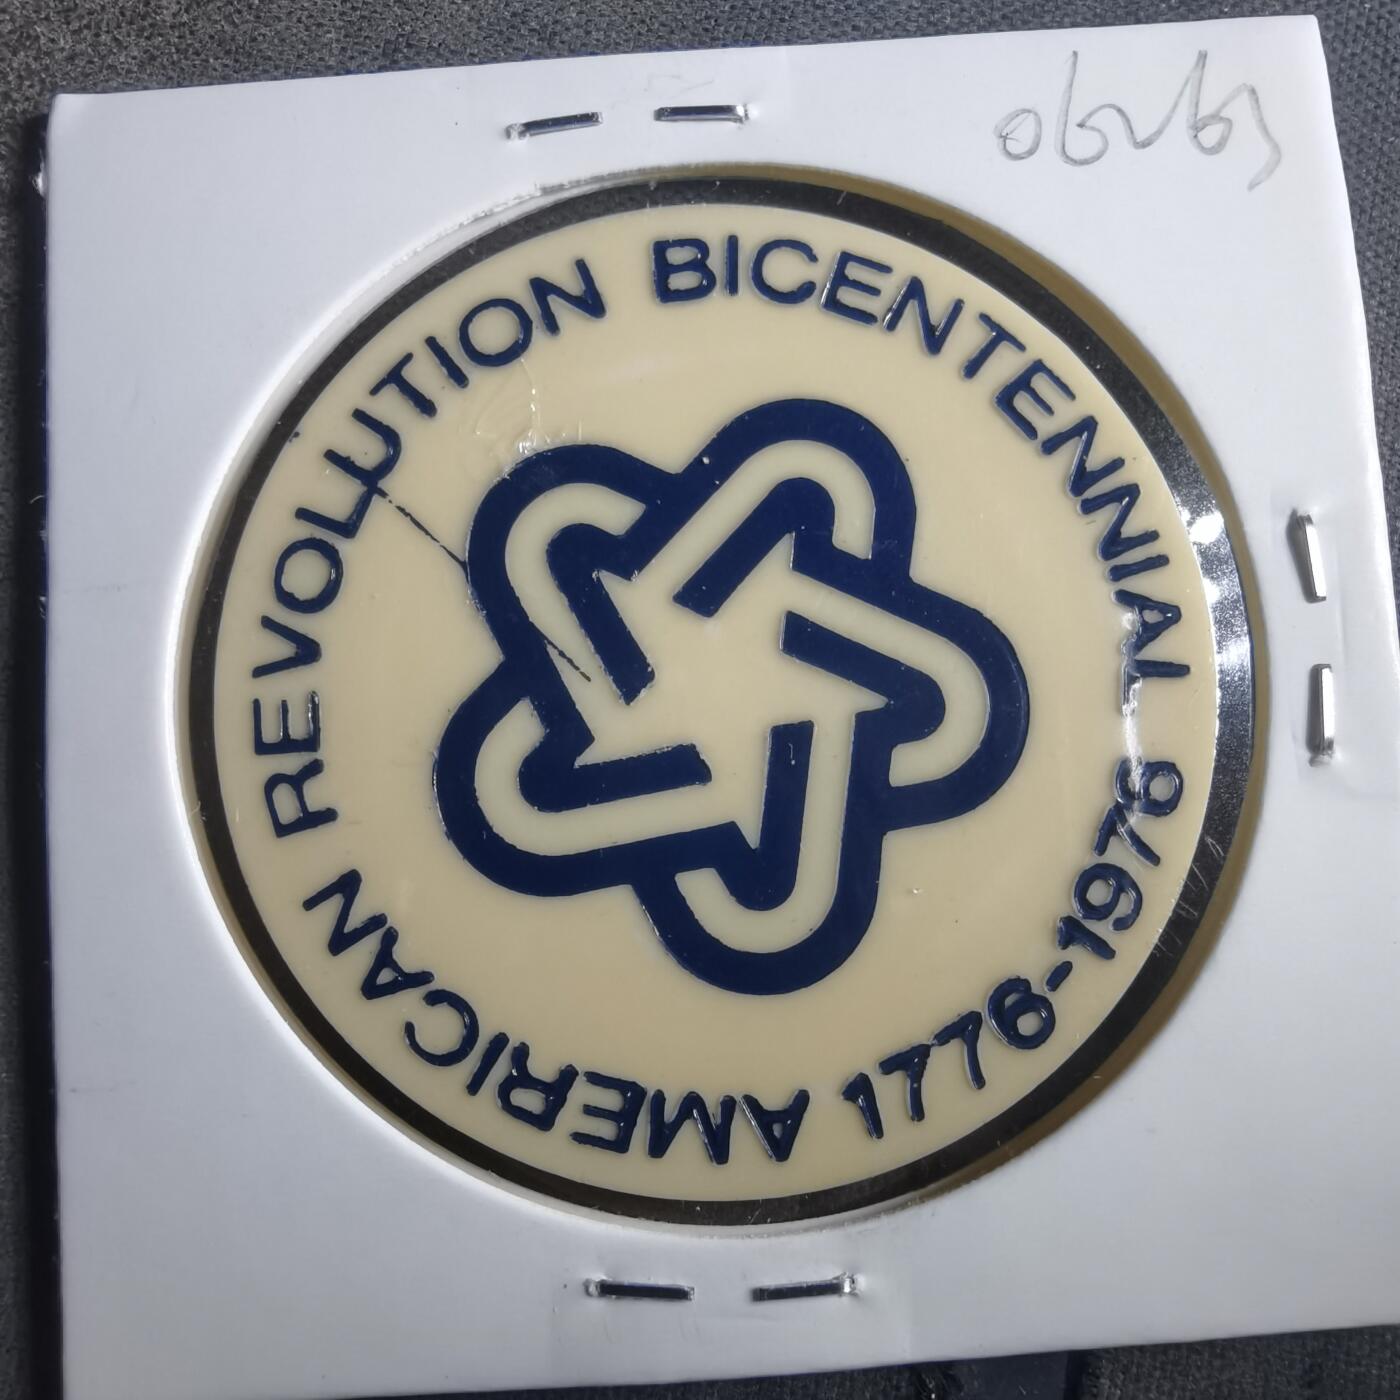 AMERICAN REVOLUTION BICENTENNIAL 1776-1976